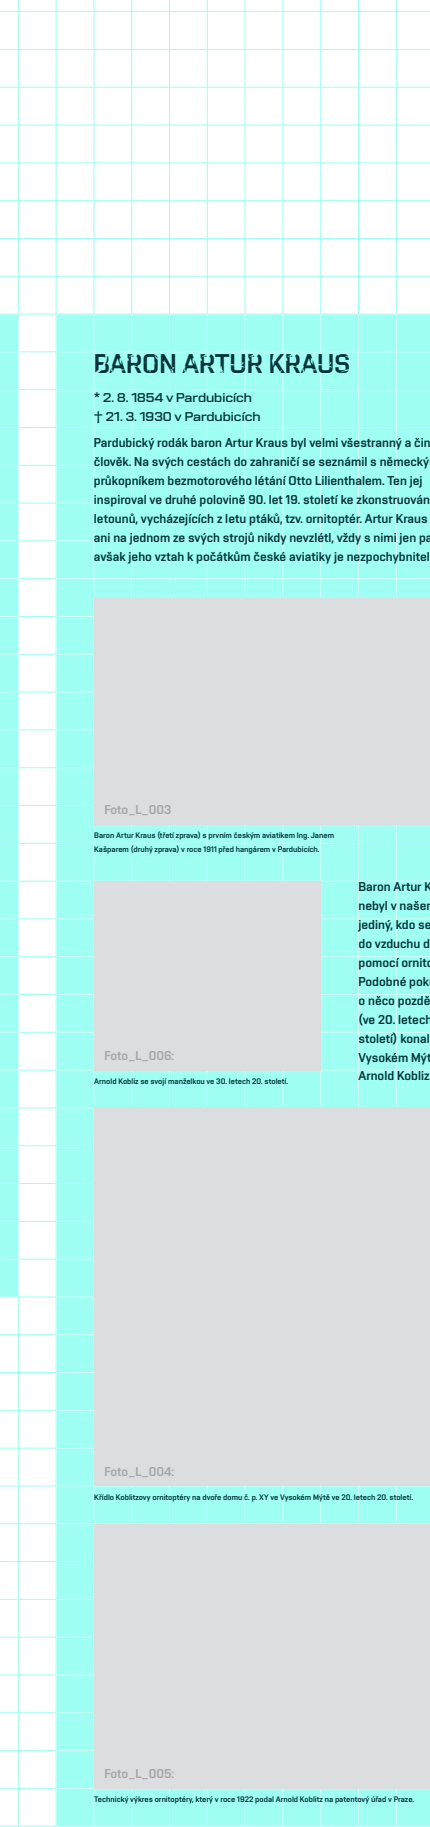 BARON ARTUR KRAUS
* 2. 8. 1854 v Pardubicích
† 21. 3. 1930 v Pardubicích
Pardubický rodák baron Artur Kraus byl velmi všestranný a čin
člověk. Na svých cestách do zahraničí se seznámil s německý
průkopníkem bezmotorového létání Otto Lilienthalem. Ten jej
inspiroval ve druhé polovině 90. let 19. století ke zkonstruován
letounů, vycházejících z letu ptáků, tzv. ornitoptér. Artur Kraus
ani na jednom ze svých strojů nikdy nevzlétl, vždy s nimi jen pa
avšak jeho vztah k počátkům české aviatiky je nezpochybnitel
Foto_L_003
Baron Artur Kraus (třetí zprava) s prvním českým aviatikem Ing. Janem
Kašparem (druhý zprava) v roce 1911 před hangárem v Pardubicích.
Baron Artur K
nebyl v našem
jediný, kdo se
do vzduchu d
pomocí ornito
Podobné poku
o něco pozdě
(ve 20. letech
století) konal
Vysokém Mýt
Arnold Kobliz
Foto_L_006:
Arnold Kobliz se svojí manželkou ve 30. letech 20. století.
Foto_L_004:
Křídlo Koblitzovy ornitoptéry na dvoře domu č. p. XY ve Vysokém Mýtě ve 20. letech 20. století.
Foto_L_005:
Technický výkres ornitoptéry, který v roce 1922 podal Arnold Koblitz na patentový úřad v Praze.